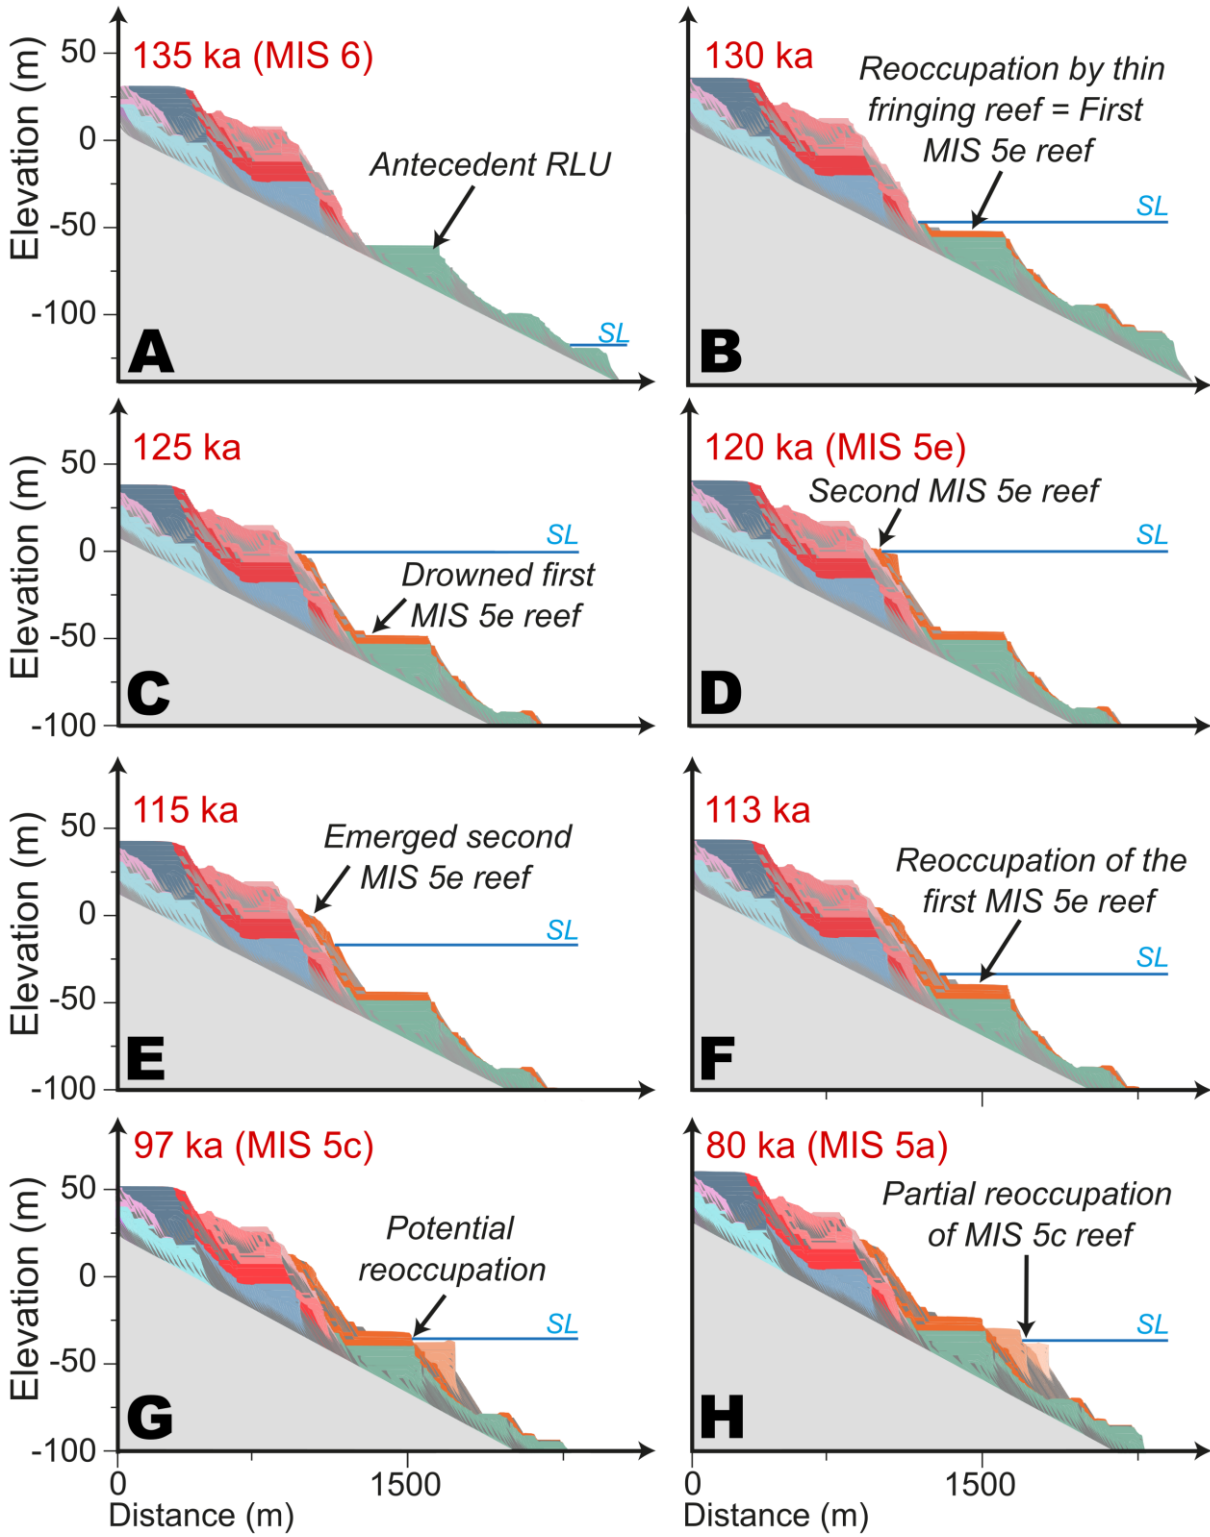 Elevation (m)
50
0
-50
-100
135 ka (MIS 6)
Antecedent RLU
SL
A
130 ka
Reoccupation by thin
fringing reef = First
MIS 5e reef
SL
B
Elevation (m)
50
0
-50
-100
125 ka
SL
Drowned first
MIS 5e reef
C
120 ka (MIS 5e)
Second MIS 5e reef
SL
D
Elevation (m)
50
0
-50
-100
115 ka
Emerged second
MIS 5e reef
SL
E
113 ka
Reoccupation of the
first MIS 5e reef
SL
F
Elevation (m)
50
0
-50
-100
97 ka (MIS 5c)
Potential
reoccupation
SL
G
0
1500
Distance (m)
80 ka (MIS 5a)
Partial reoccupation
of MIS 5c reef
SL
H
0
1500
Distance (m)